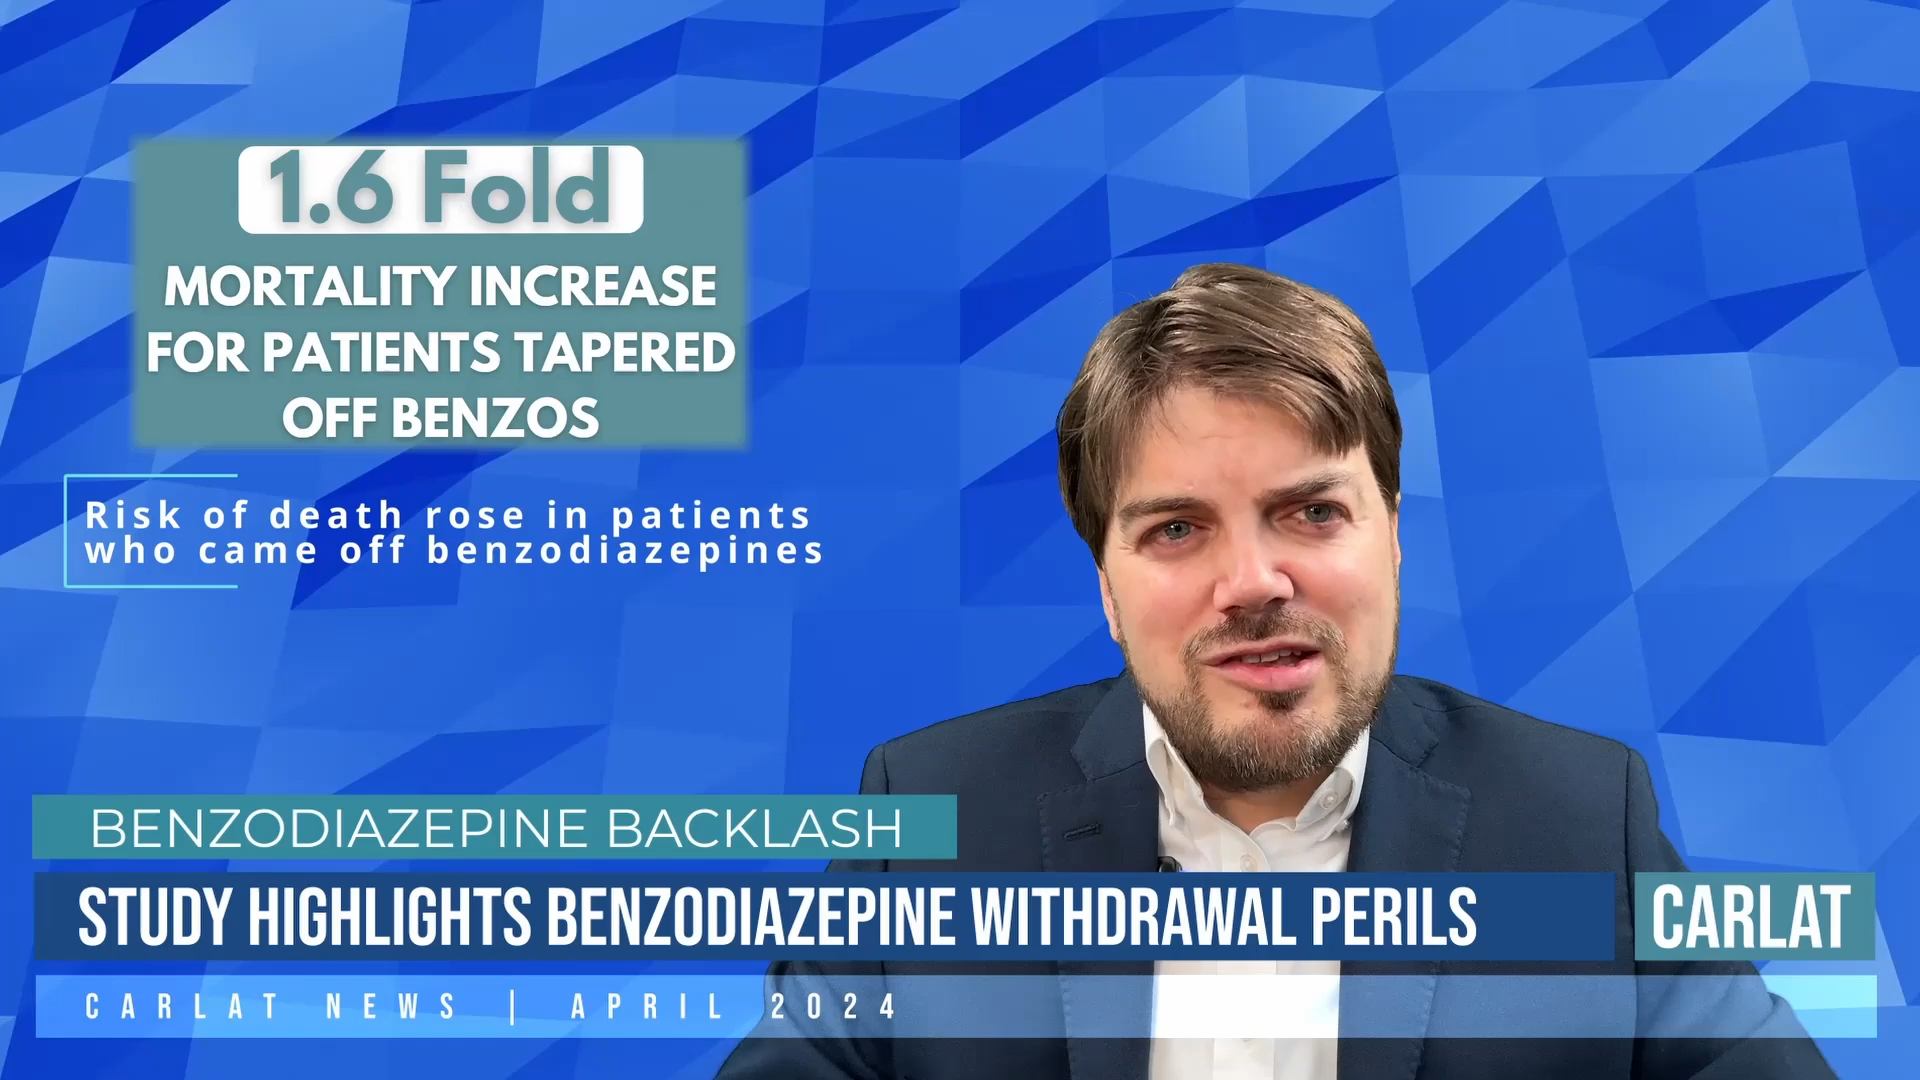 1.6 Fold
MORTALITY INCREASE
FOR PATIENTS TAPERED
OFF BENZOS
Risk of death rose in patients
who came off benzodiazepines
BENZODIAZEPINE BACKLASH
STUDY HIGHLIGHTS BENZODIAZEPINE WITHDRAWAL PERILS
CARLAT
CARLAT NEWS | APRIL 2024